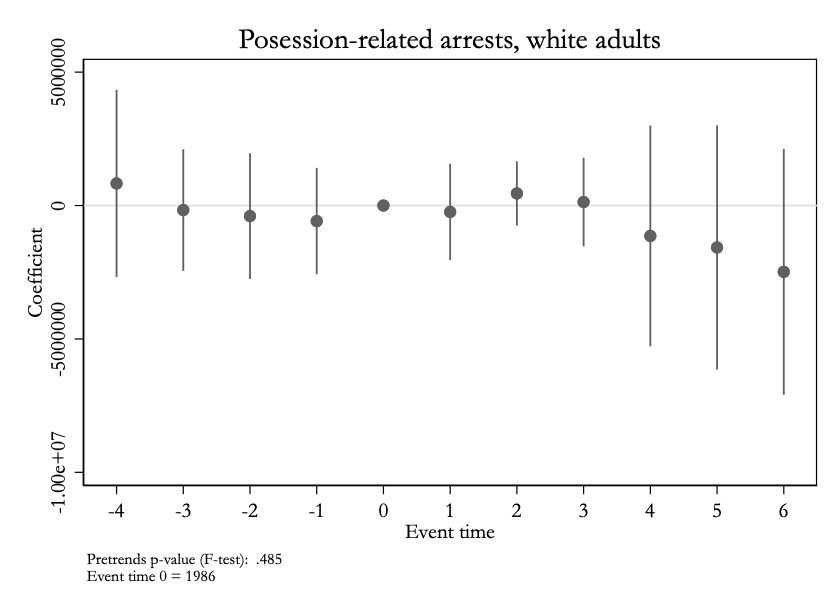 Posession-related arrests, white adults
5000000
0
-5000000
-1.00e+07
Coefficient
-4 -3 -2 -1 0 1 2 3 4 5 6
Event time
Pretrends p-value (F-test): .485
Event time 0 = 1986